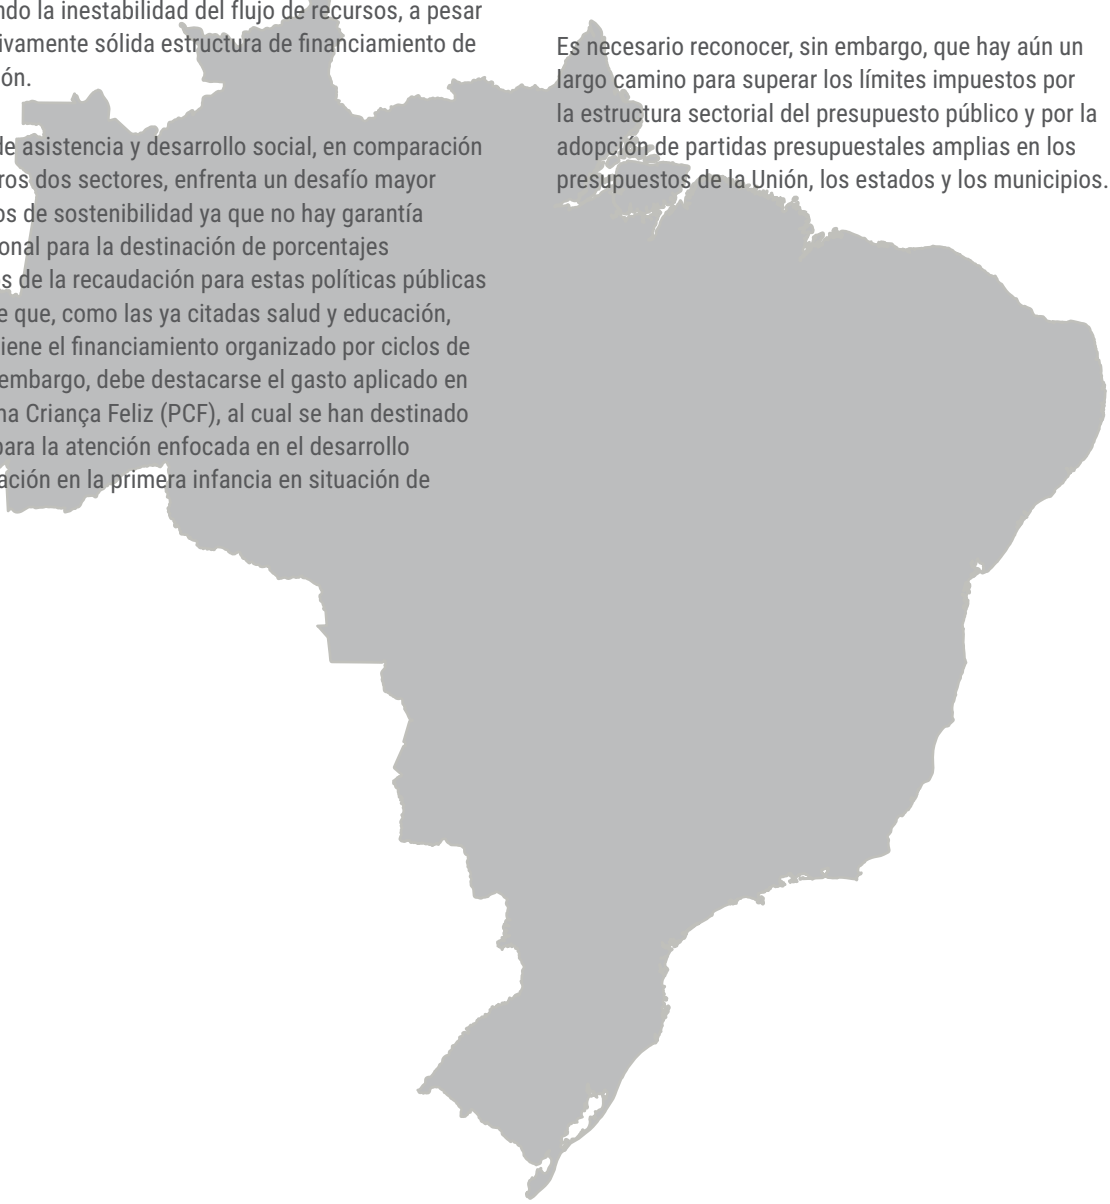 ndo la inestabilidad del flujo de recursos, a pesar
ivamente sólida estructura de financiamiento de
ón.
de asistencia y desarrollo social, en comparación
ros dos sectores, enfrenta un desafío mayor
os de sostenibilidad ya que no hay garantía
onal para la destinación de porcentajes
s de la recaudación para estas políticas públicas
e que, como las ya citadas salud y educación,
iene el financiamiento organizado por ciclos de
embargo, debe destacarse el gasto aplicado en
na Criança Feliz (PCF), al cual se han destinado
para la atención enfocada en el desarrollo
ación en la primera infancia en situación de
Es necesario reconocer, sin embargo, que hay aún un
largo camino para superar los límites impuestos por
la estructura sectorial del presupuesto público y por la
adopción de partidas presupuestales amplias en los
presupuestos de la Unión, los estados y los municipios.